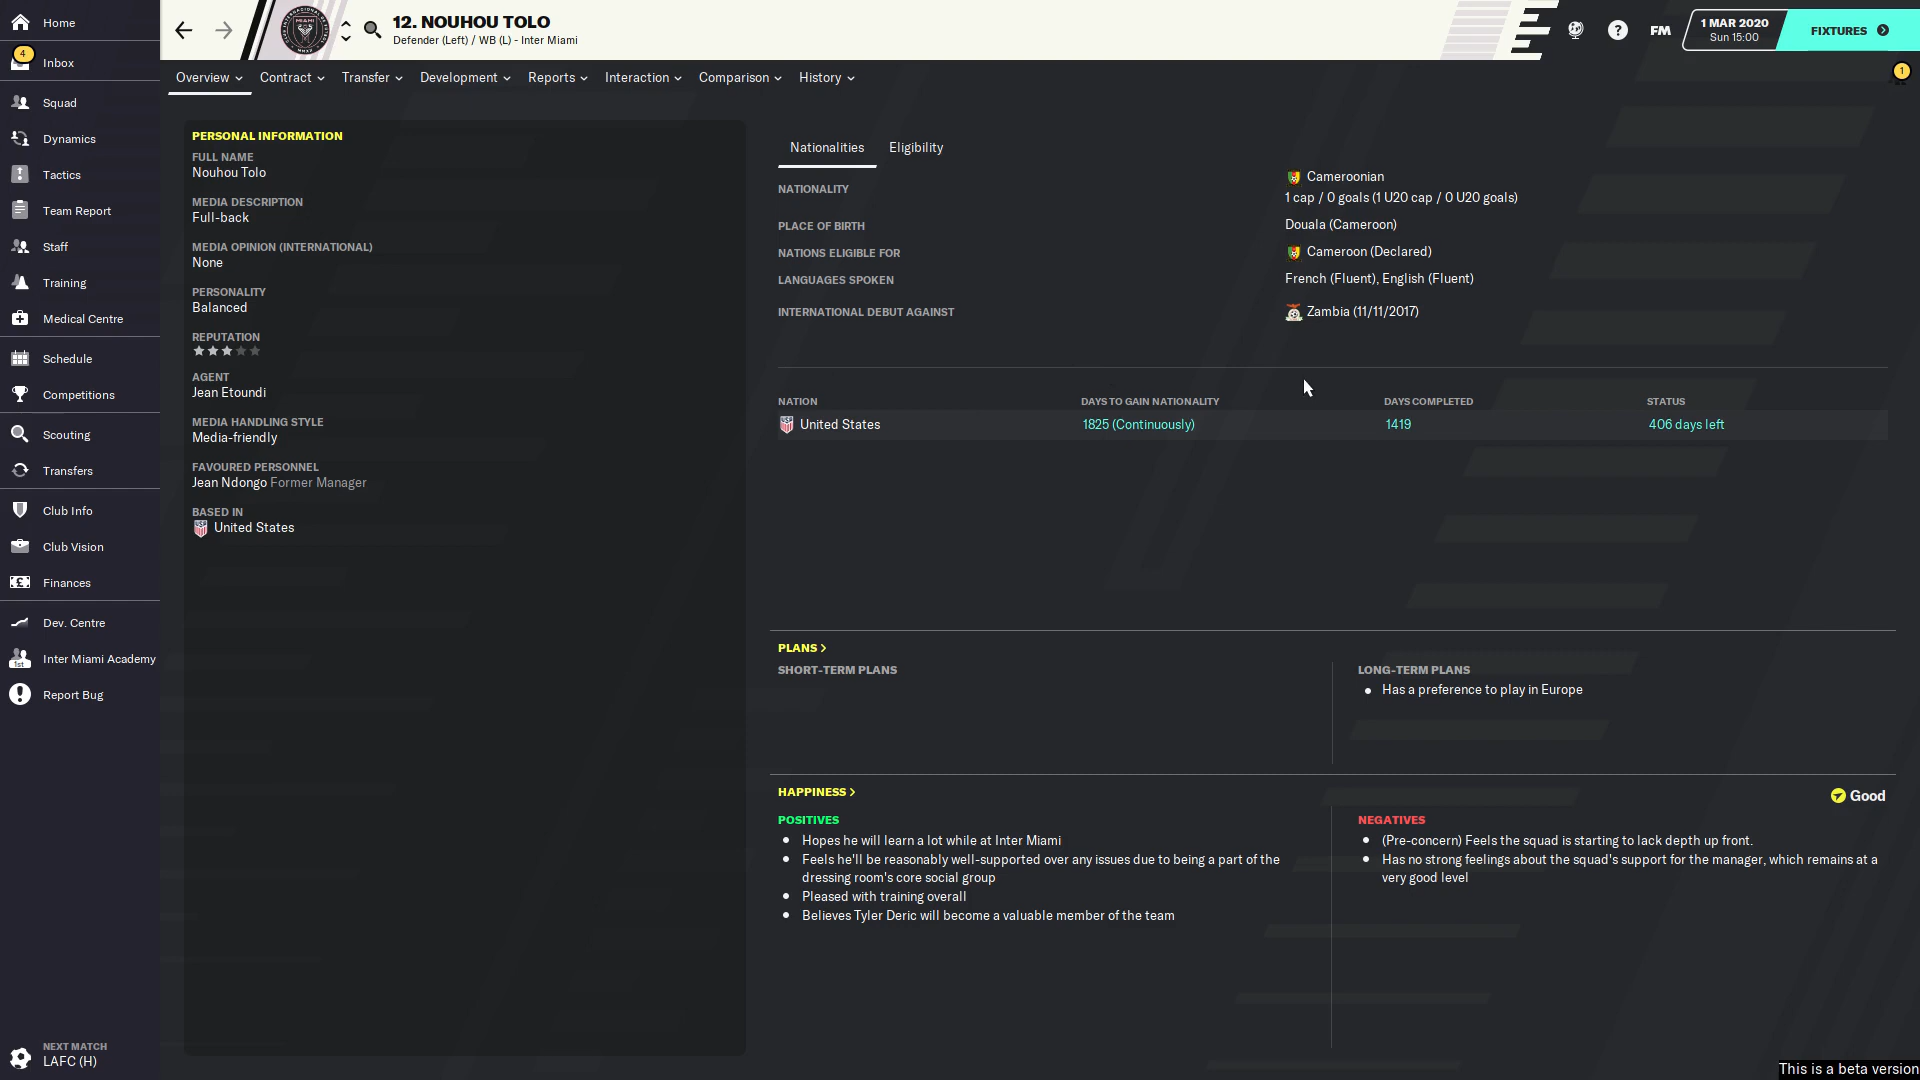 Home
4
Inbox
Squad
Dynamics
Tactics
Team Report
Staff
Training
Medical Centre
Schedule
Competitions
Scouting
Transfers
Club Info
Club Vision
Finances
Dev. Centre
1st
Inter Miami Academy
Report Bug
NEXT MATCH
LAFC (H)
MIAMI
12. NOUHOU TOLO
Defender (Left) / WB (L) - Inter Miami
?
FM
1 MAR 2020
Sun 15:00
FIXTURES
1
Overview
Contract
Transfer
Development
Reports
Interaction
Comparison
History
PERSONAL INFORMATION
FULL NAME
Nouhou Tolo
MEDIA DESCRIPTION
Full-back
MEDIA OPINION (INTERNATIONAL)
None
PERSONALITY
Balanced
REPUTATION
AGENT
Jean Etoundi
MEDIA HANDLING STYLE
Media-friendly
FAVOURED PERSONNEL
Jean Ndongo Former Manager
BASED IN
United States
Nationalities
Eligibility
NATIONALITY
Cameroonian
1 cap / 0 goals (1 U20 cap / 0 U20 goals)
PLACE OF BIRTH
Douala (Cameroon)
NATIONS ELIGIBLE FOR
Cameroon (Declared)
LANGUAGES SPOKEN
French (Fluent), English (Fluent)
INTERNATIONAL DEBUT AGAINST
Zambia (11/11/2017)
NATION DAYS TO GAIN NATIONALITY DAYS COMPLETED STATUS
United States 1825 (Continuously) 1419 406 days left
PLANS >
SHORT-TERM PLANS
LONG-TERM PLANS
Has a preference to play in Europe
HAPPINESS >
Good
POSITIVES
Hopes he will learn a lot while at Inter Miami
Feels he'll be reasonably well-supported over any issues due to being a part of the
dressing room's core social group
Pleased with training overall
Believes Tyler Deric will become a valuable member of the team
NEGATIVES
(Pre-concern) Feels the squad is starting to lack depth up front.
Has no strong feelings about the squad's support for the manager, which remains at a
very good level
This is a beta version